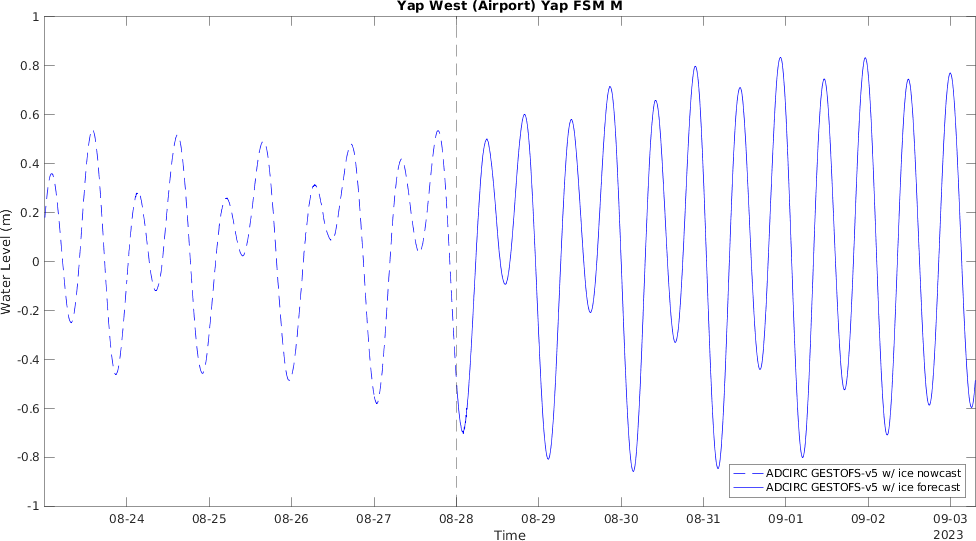 Yap West (Airport) Yap FSM M
Water Level (m)
1
0.8
0.6
0.4
0.2
0
-0.2
-0.4
-0.6
-0.8
-1
ADCIRC GESTOFS-v5 w/ ice nowcast
ADCIRC GESTOFS-v5 w/ ice forecast
08-24 08-25 08-26 08-27 08-28 08-29 08-30 08-31 09-01 09-02 09-03
Time
2023